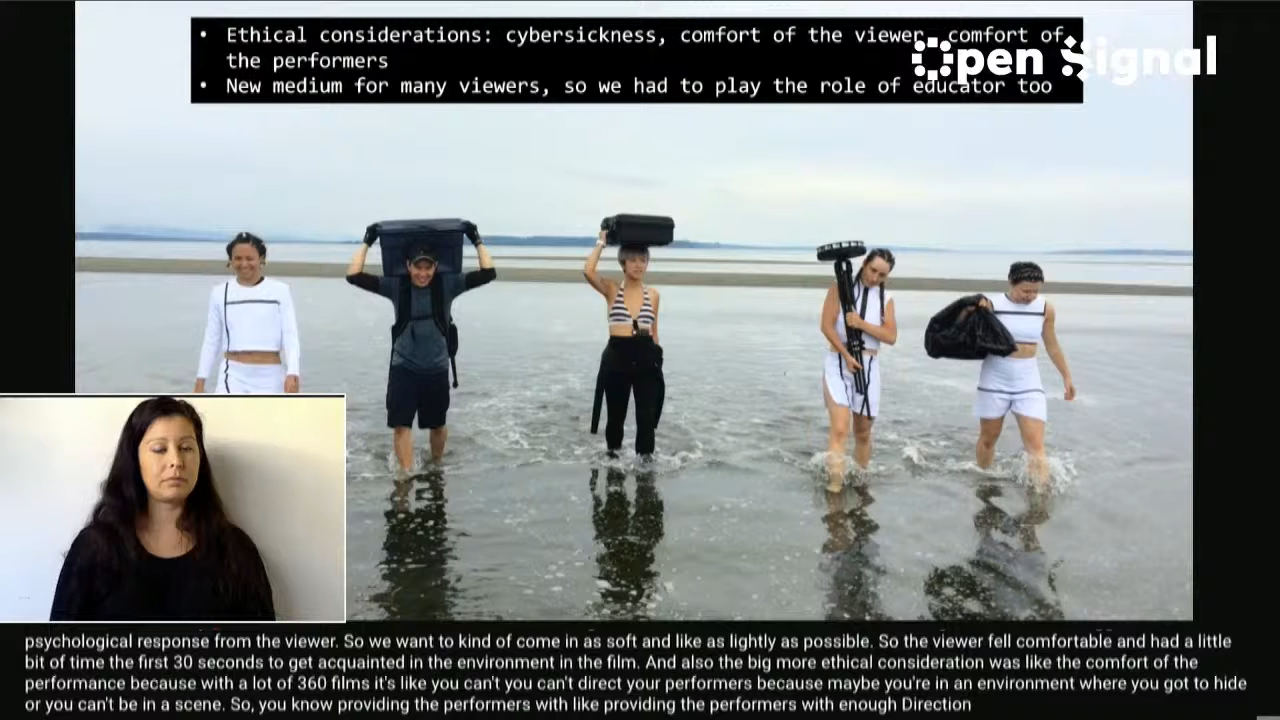 • Ethical considerations: cybersickness, comfort of the viewer, comfort of
the performers
• New medium for many viewers, so we had to play the role of educator too
Open Signal
psychological response from the viewer. So we want to kind of come in as soft and like as lightly as possible. So the viewer fell comfortable and had a little
bit of time the first 30 seconds to get acquainted in the environment in the film. And also the big more ethical consideration was like the comfort of the
performance because with a lot of 360 films it's like you can't you can't direct your performers because maybe you're in an environment where you got to hide
or you can't be in a scene. So, you know providing the performers with like providing the performers with enough Direction